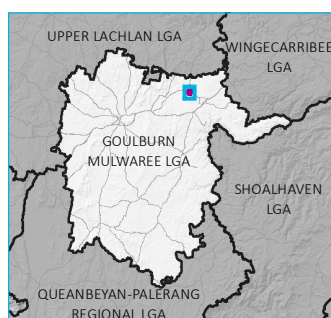 UPPER LACHLAN LGA
WINGECARRIBEE
LGA
GOULBURN
MULWAREE LGA
SHOALHAVEN
LGA
QUEANBEYAN-PALERANG
REGIONAL LGA